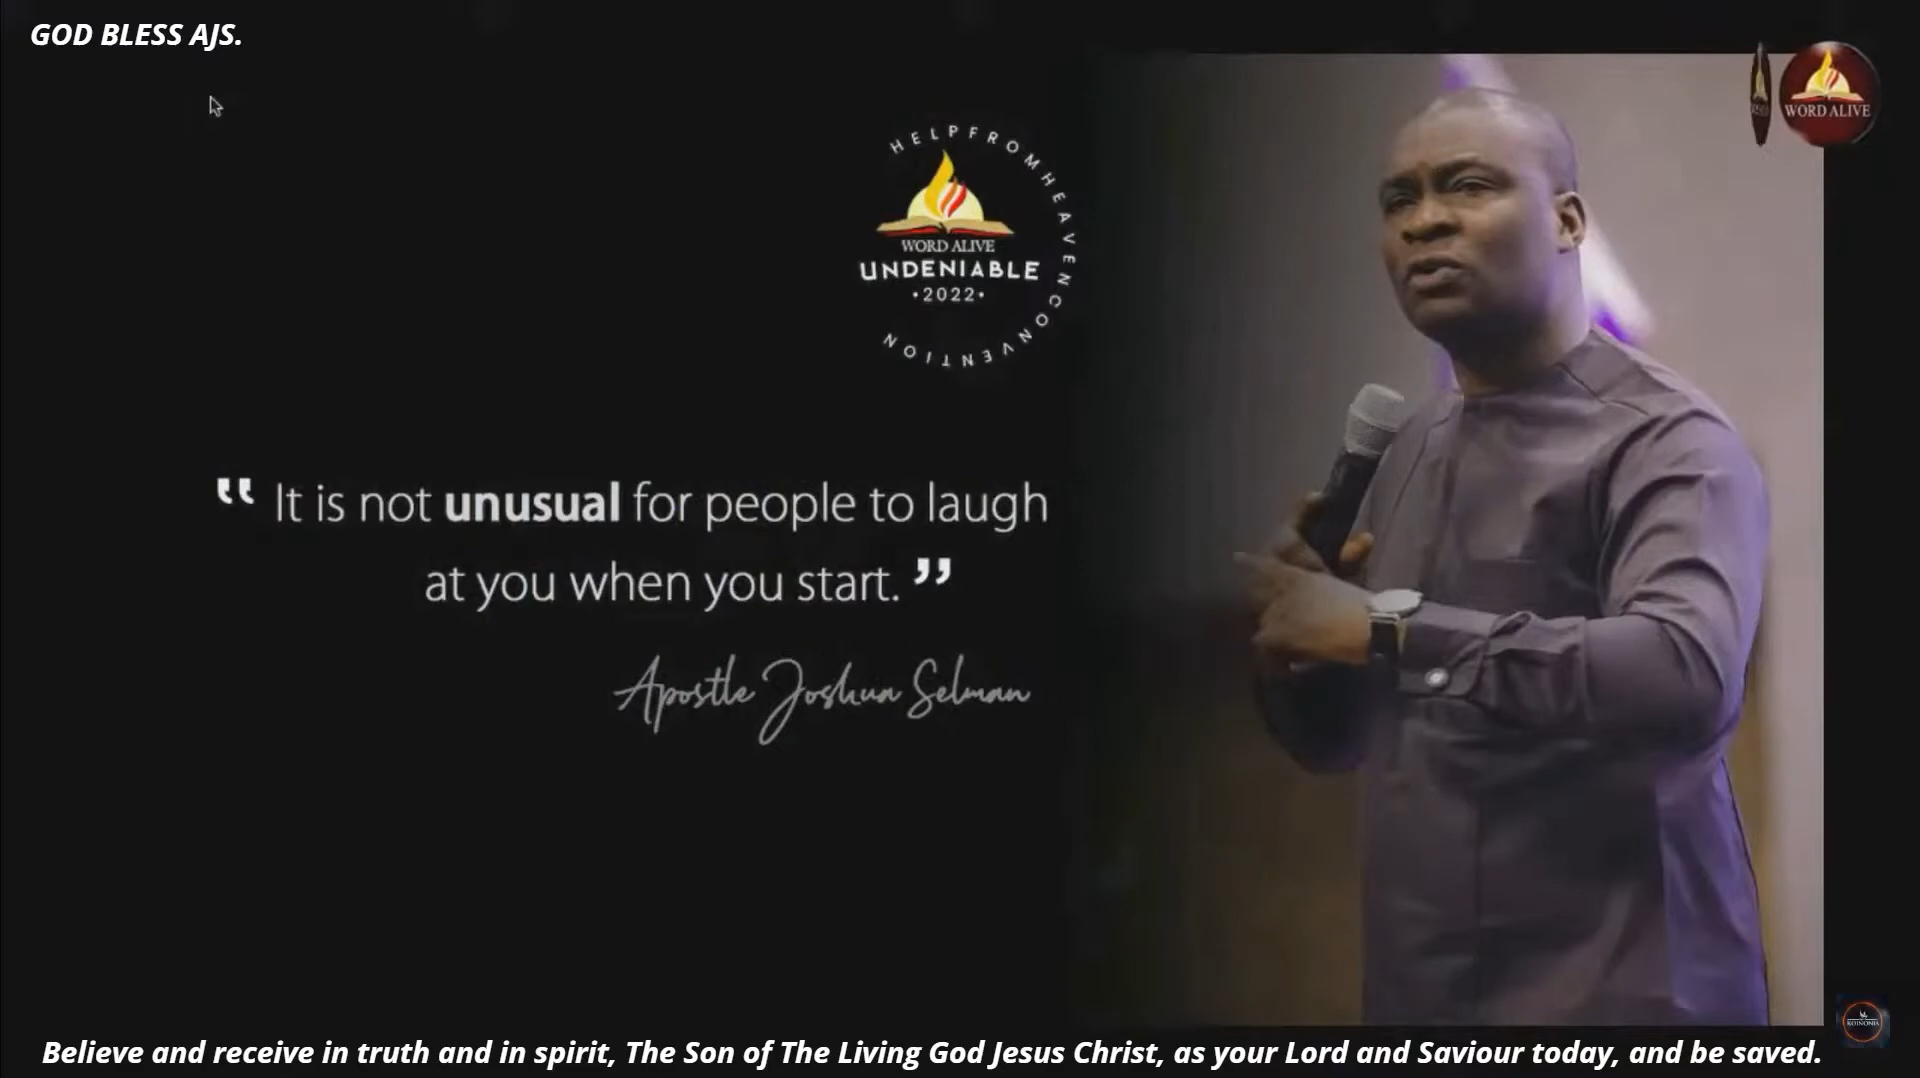 GOD BLESS AJS.
HELP FROM HEAVEN CONVENTION
WORD ALIVE
UNDENIABLE
•2022•
WORD ALIVE
“ It is not unusual for people to laugh
at you when you start. ”
Apostle Joshua Selman
KOINONIA
Believe and receive in truth and in spirit, The Son of The Living God Jesus Christ, as your Lord and Saviour today, and be saved.